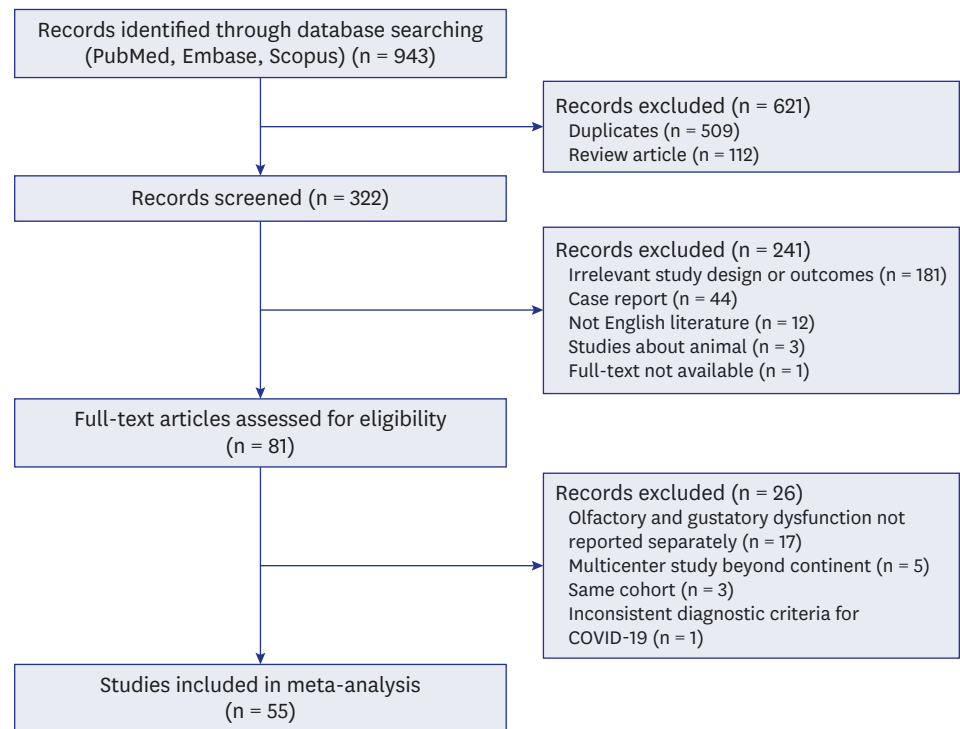 Records identified through database searching
(PubMed, Embase, Scopus) (n = 943)
Records excluded (n = 621)
Duplicates (n = 509)
Review article (n = 112)
Records screened (n = 322)
Records excluded (n = 241)
Irrelevant study design or outcomes (n = 181)
Case report (n = 44)
Not English literature (n = 12)
Studies about animal (n = 3)
Full-text not available (n = 1)
Full-text articles assessed for eligibility
(n = 81)
Records excluded (n = 26)
Olfactory and gustatory dysfunction not
reported separately (n = 17)
Multicenter study beyond continent (n = 5)
Same cohort (n = 3)
Inconsistent diagnostic criteria for
COVID-19 (n = 1)
Studies included in meta-analysis
(n = 55)